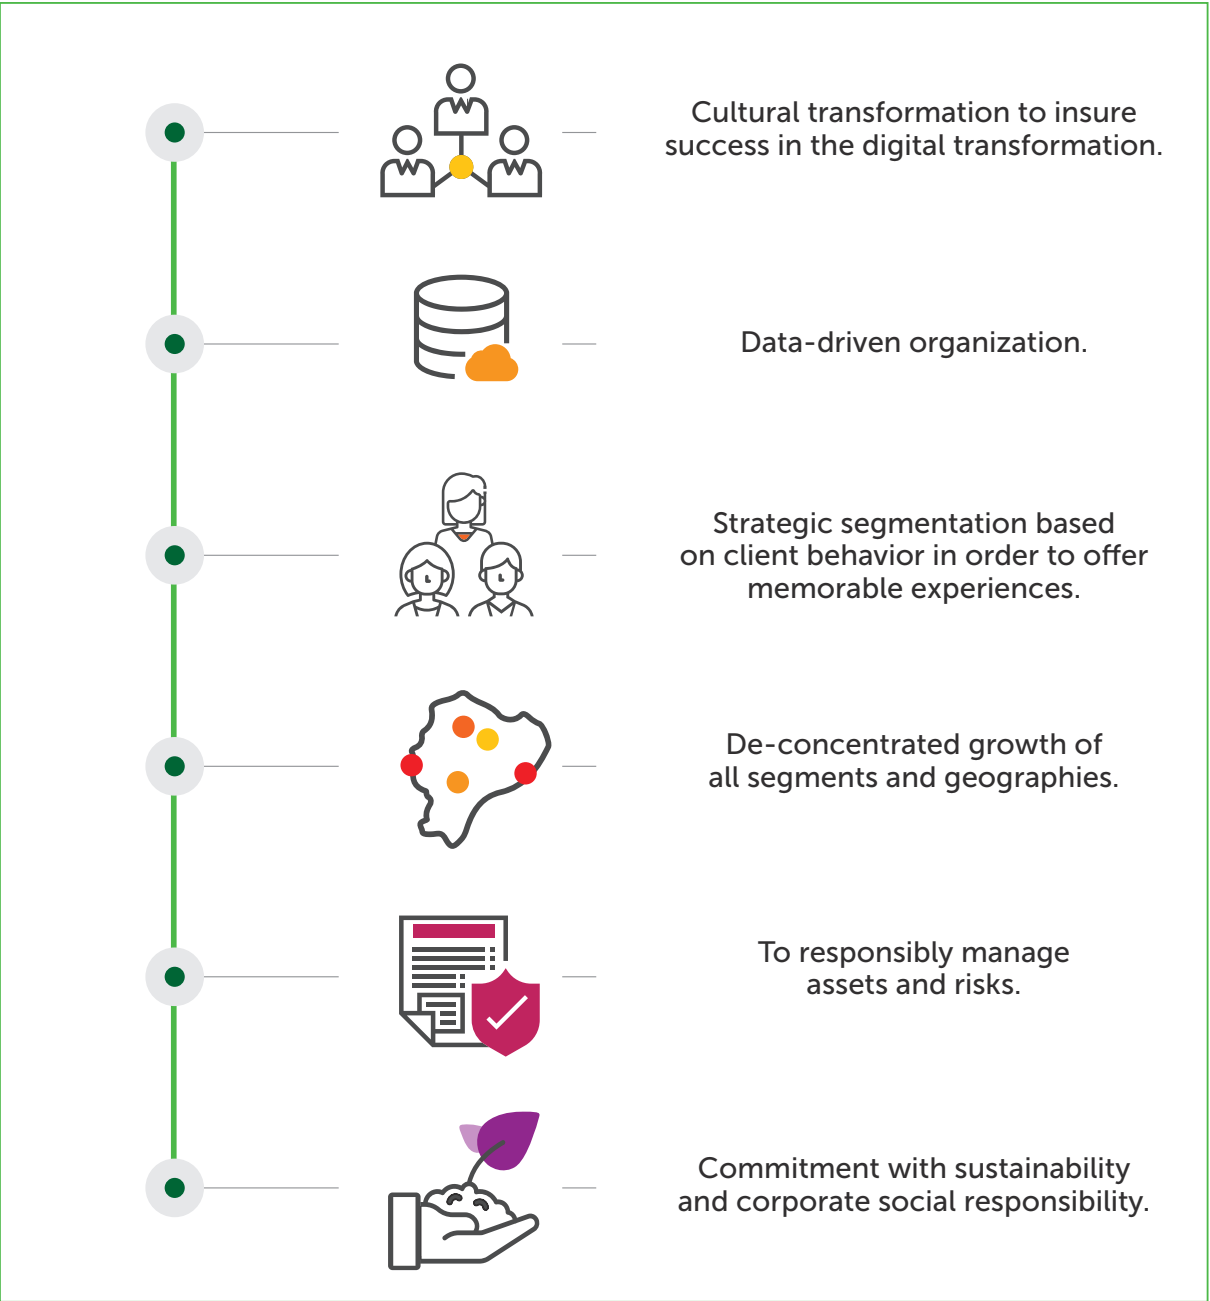 Cultural transformation to insure
success in the digital transformation.
Data-driven organization.
Strategic segmentation based
on client behavior in order to offer
memorable experiences.
De-concentrated growth of
all segments and geographies.
To responsibly manage
assets and risks.
Commitment with sustainability
and corporate social responsibility.